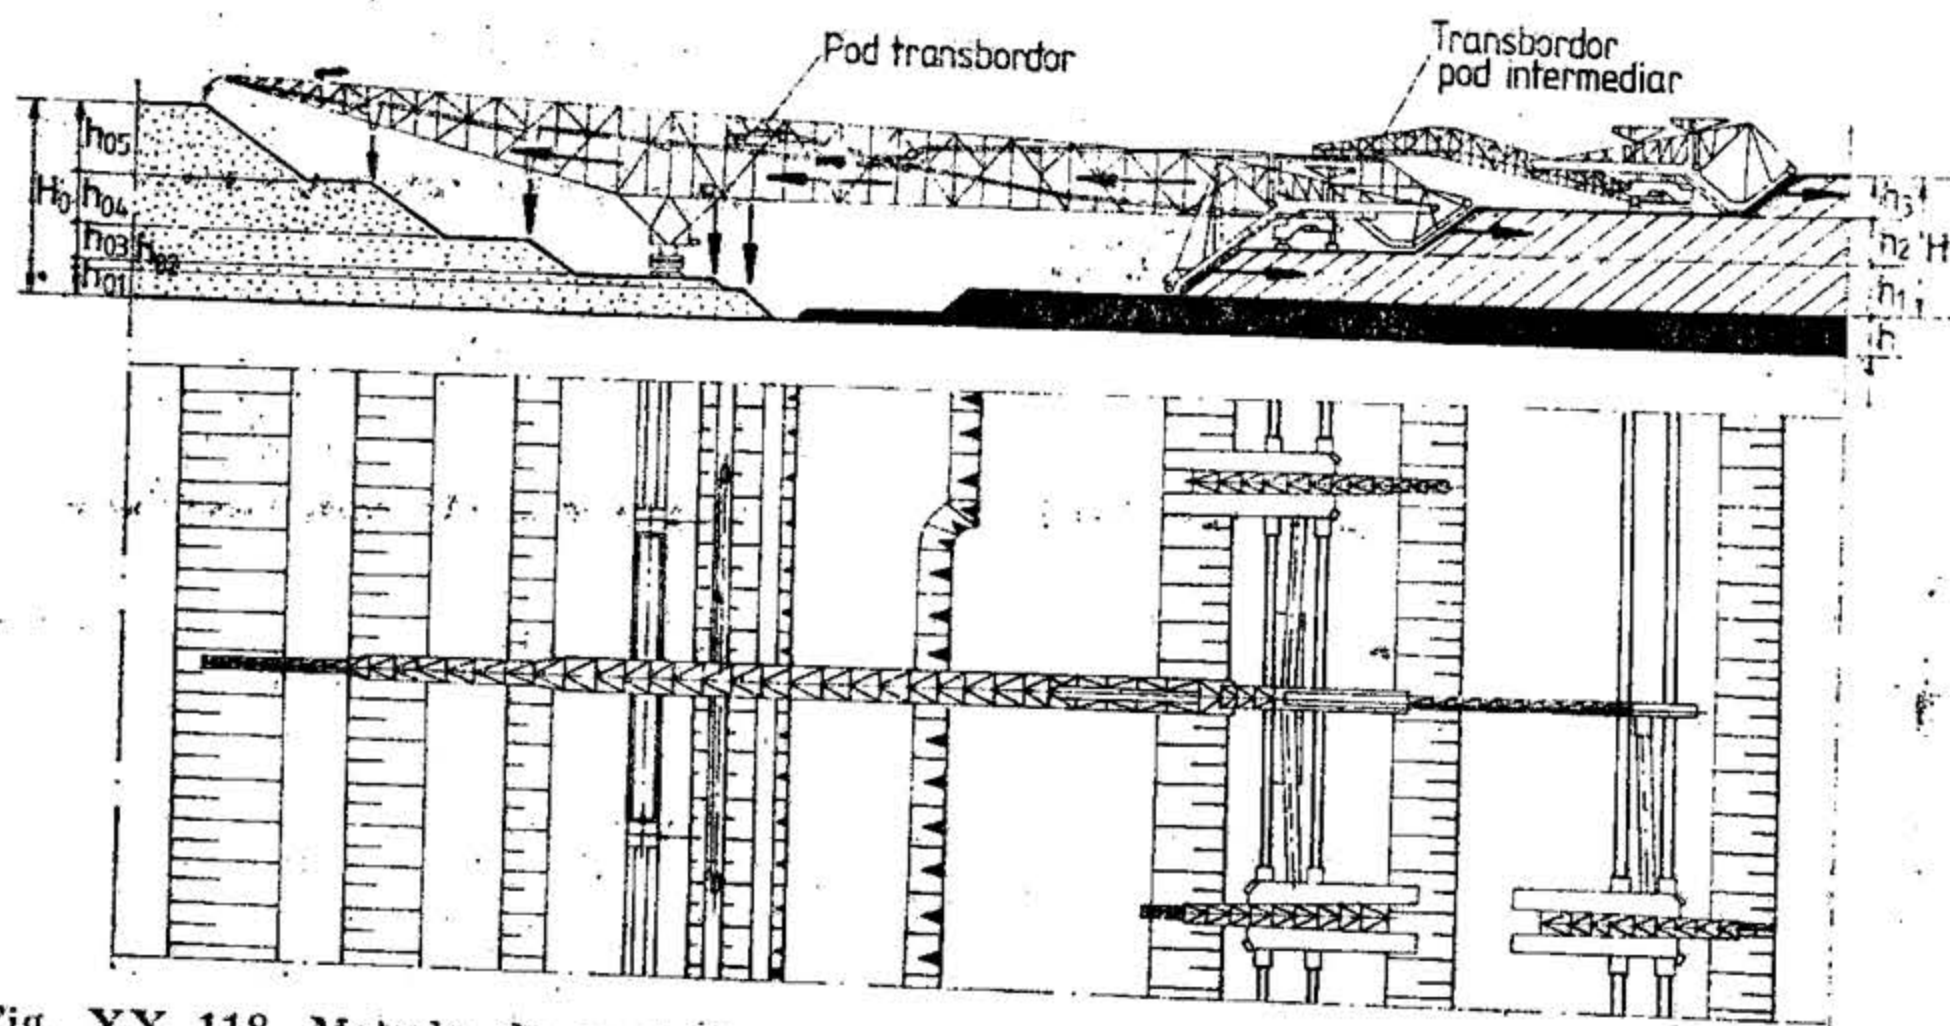 Pod transbordor
Transbordor
pod intermediar
H₀
h₀₅
h₀₄
h₀₃
h₀₂
h₀₁
h₃
h₂
H
h₁
h
Fig. XX.118.